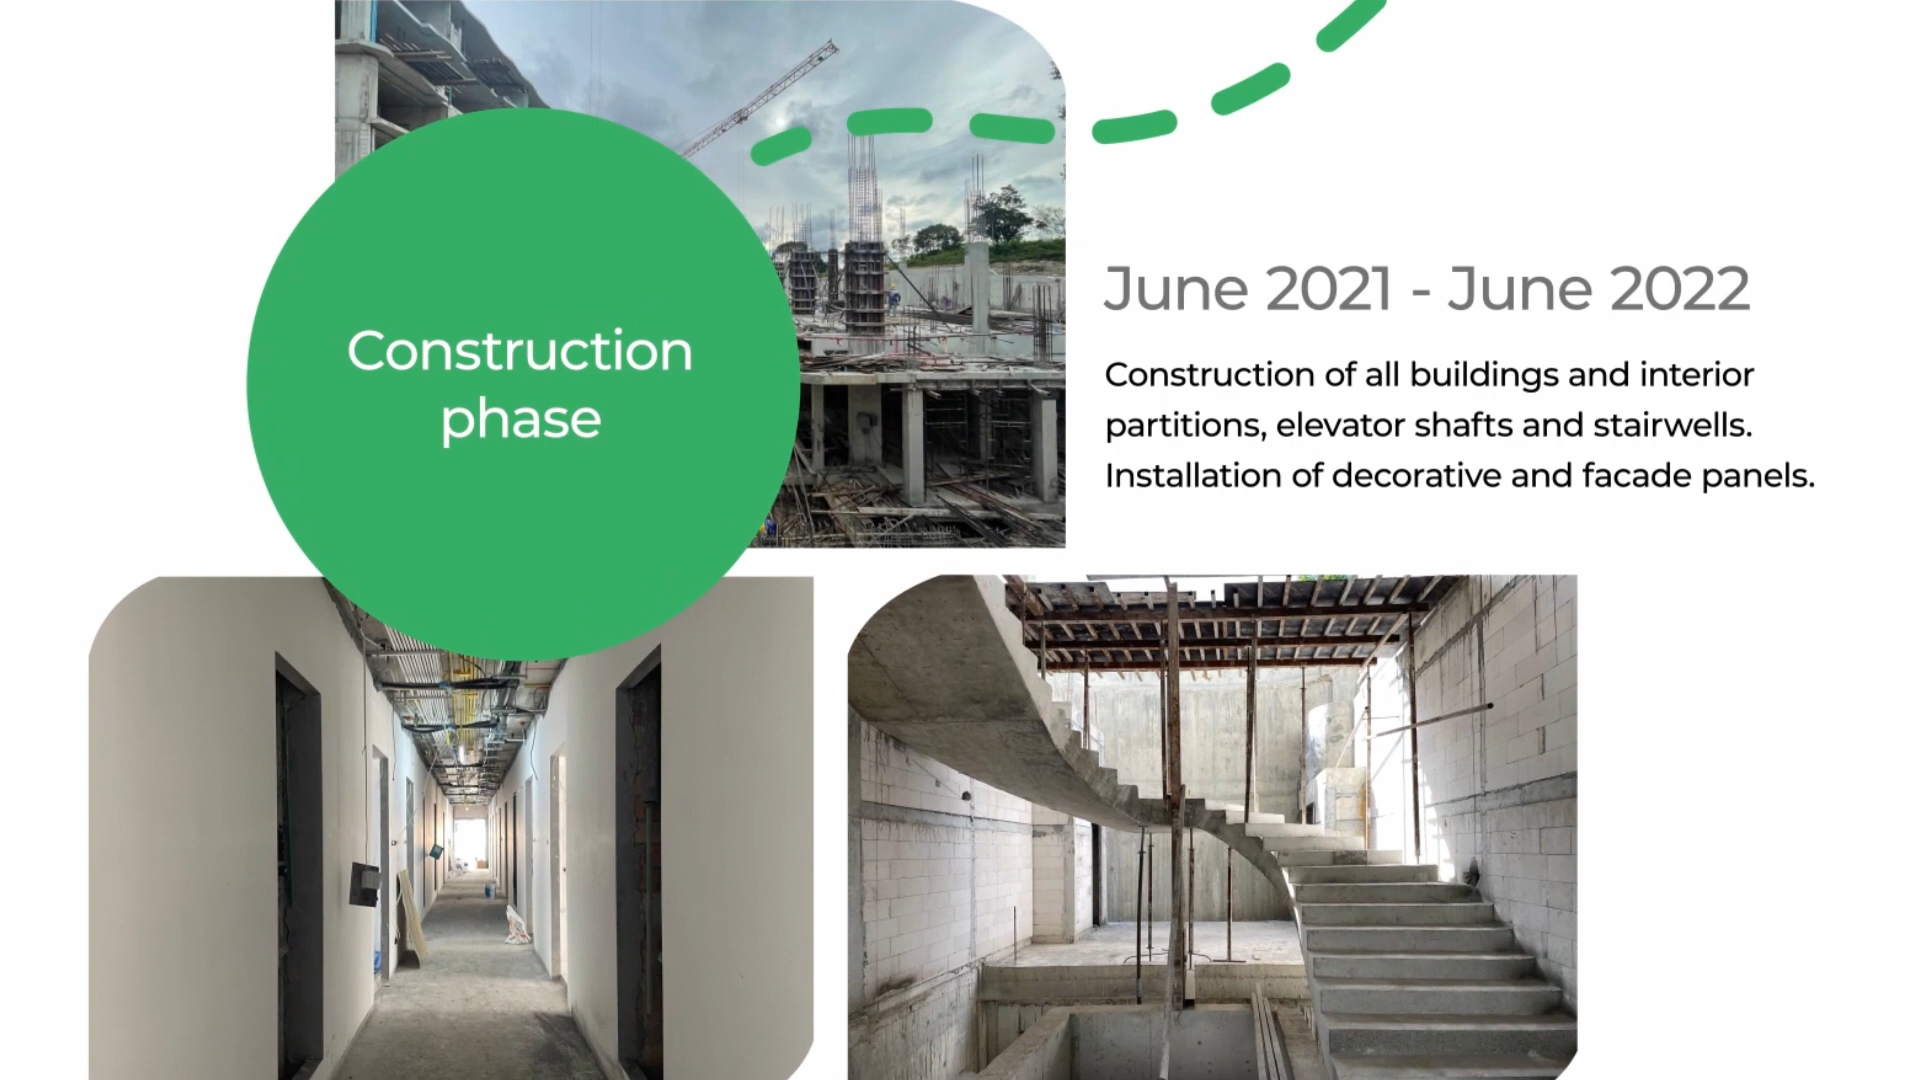 Construction
phase
June 2021 - June 2022
Construction of all buildings and interior
partitions, elevator shafts and stairwells.
Installation of decorative and facade panels.